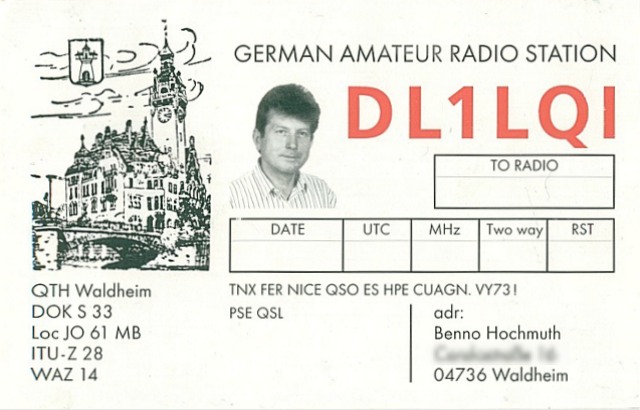 GERMAN AMATEUR RADIO STATION
DL1LQI
TO RADIO
DATE UTC MHz Two way RST
QTH Waldheim
DOK S 33
Loc JO 61 MB
ITU-Z 28
WAZ 14
TNX FER NICE QSO ES HPE CUAGN. VY73!
PSE QSL
adr:
Benno Hochmuth
04736 Waldheim